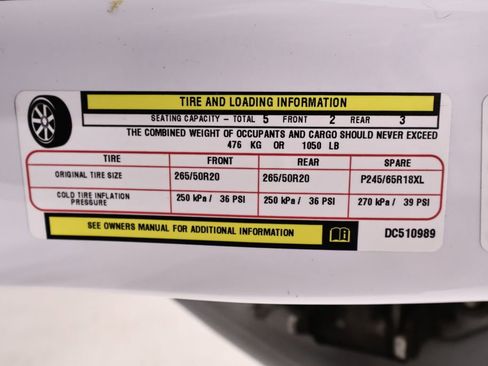 TIRE AND LOADING INFORMATION
SEATING CAPACITY - TOTAL 5 FRONT 2 REAR 3
THE COMBINED WEIGHT OF OCCUPANTS AND CARGO SHOULD NEVER EXCEED
476 KG OR 1050 LB
TIRE FRONT REAR SPARE
ORIGINAL TIRE SIZE 265/50R20 265/50R20 P245/65R18XL
COLD TIRE INFLATION PRESSURE 250 kPa / 36 PSI 250 kPa / 36 PSI 270 kPa / 39 PSI
SEE OWNERS MANUAL FOR ADDITIONAL INFORMATION DC510989